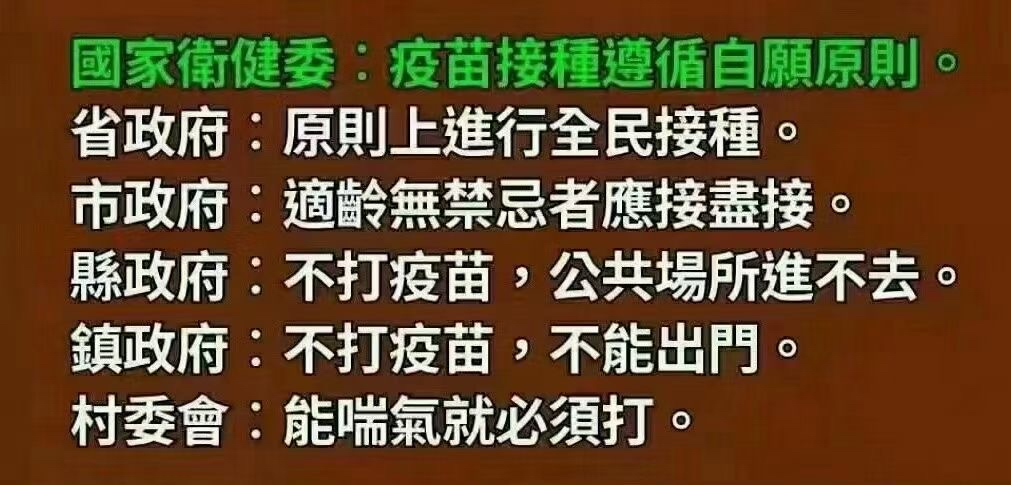 國家衛健委：疫苗接種遵循自願原則。
省政府：原則上進行全民接種。
市政府：適齡無禁忌者應接盡接。
縣政府：不打疫苗，公共場所進不去。
鎮政府：不打疫苗，不能出門。
村委會：能喘氣就必須打。